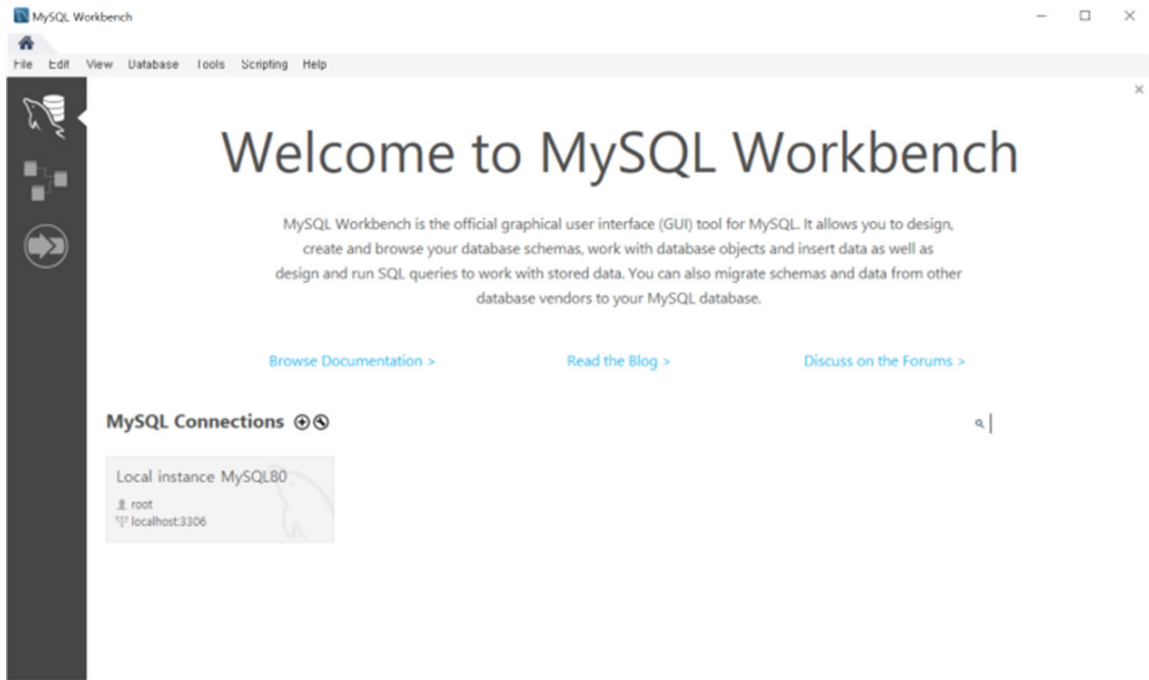 MySQL Workbench
File Edit View Database Tools Scripting Help
Welcome to MySQL Workbench
MySQL Workbench is the official graphical user interface (GUI) tool for MySQL. It allows you to design,
create and browse your database schemas, work with database objects and insert data as well as
design and run SQL queries to work with stored data. You can also migrate schemas and data from other
database vendors to your MySQL database.
Browse Documentation > Read the Blog > Discuss on the Forums >
MySQL Connections
Local instance MySQL80
root
localhost:3306